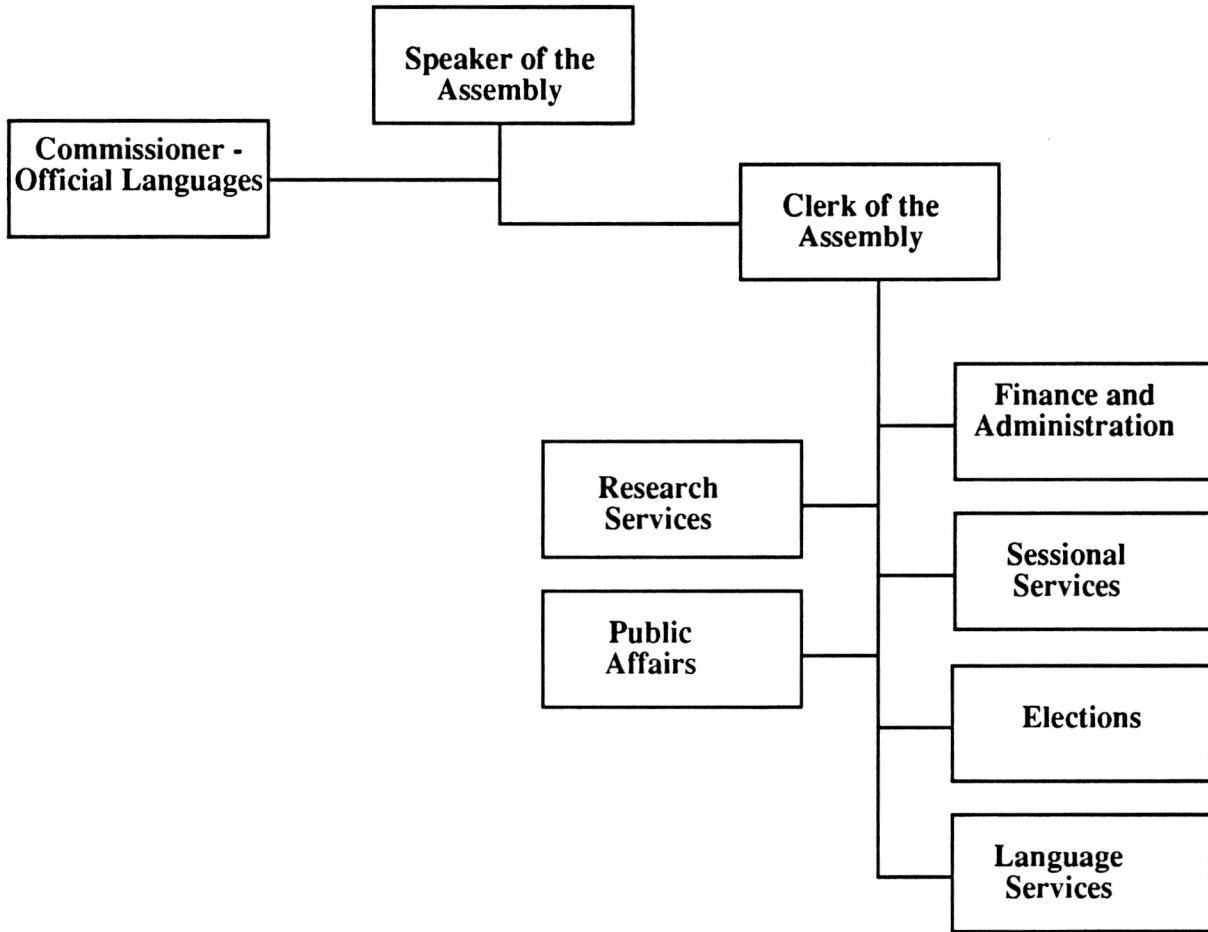 Speaker of the
Assembly
Commissioner -
Official Languages
Clerk of the
Assembly
Finance and
Administration
Research
Services
Sessional
Services
Public
Affairs
Elections
Language
Services